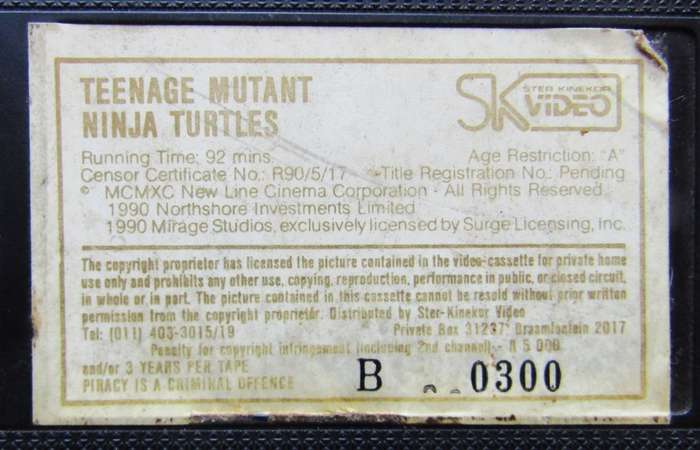 TEENAGE MUTANT
NINJA TURTLES
SK STER KINEKOR
VIDEO
Running Time: 92 mins. Age Restriction: "A"
Censor Certificate No.: R90/5/17 Title Registration No.: Pending
© MCMXC New Line Cinema Corporation - All Rights Reserved
1990 Northshore Investments Limited
1990 Mirage Studios, exclusively licensed by Surge Licensing, Inc.
The copyright proprietor has licensed the picture contained in the video-cassette for private home
use only and prohibits any other use, copying, reproduction, performance in public, or closed circuit,
in whole or in part. The picture contained in this cassette cannot be resold without prior written
permission from the copyright proprietor. Distributed by Ster-Kinekor Video
Tel: (011) 403-3015/19 Private Box 31237 Braamfontein 2017
Penalty for copyright infringement (including 2nd channel) - R 5 000
and/or 3 YEARS PER TAPE
PIRACY IS A CRIMINAL OFFENCE B 0300